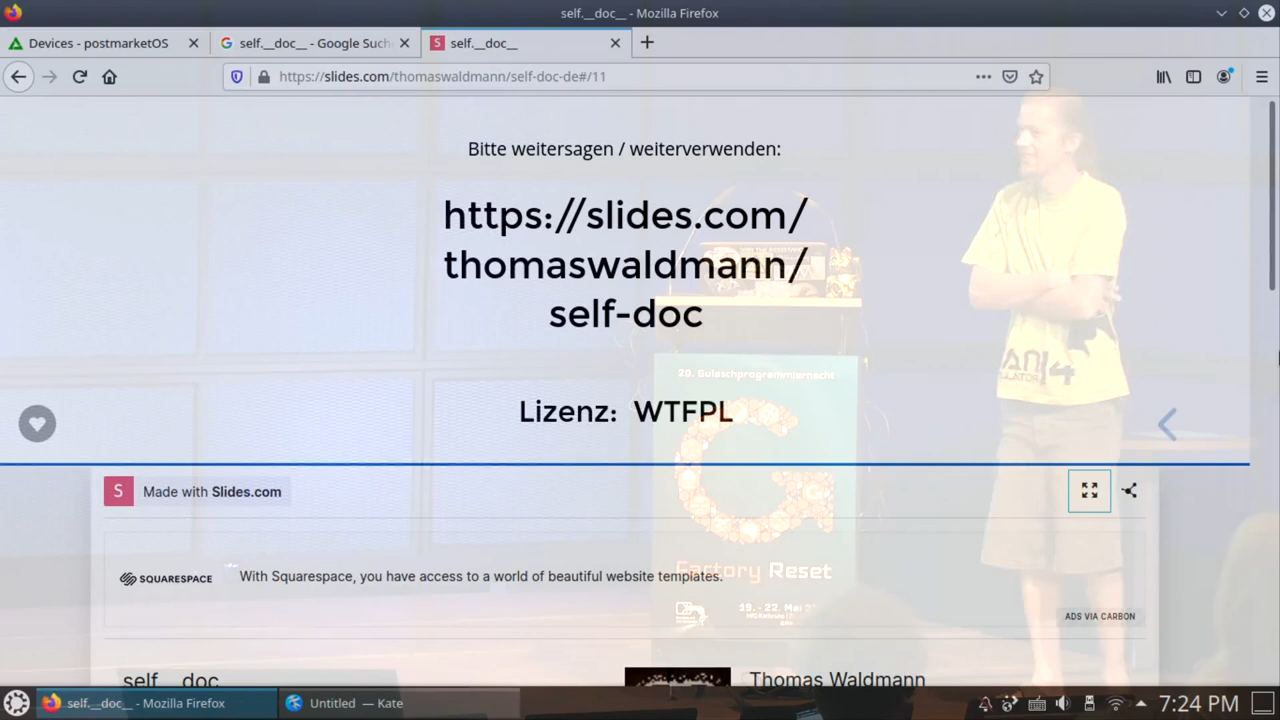 self.__doc__ - Mozilla Firefox
Devices - postmarketOS
self.__doc__ - Google Such
self.__doc__
https://slides.com/thomaswaldmann/self-doc-de#/11
Bitte weitersagen / weiterverwenden:
https://slides.com/
thomaswaldmann/
self-doc
Lizenz: WTFPL
20. Gulaschprogrammiernacht
G
Factory Reset
S Made with Slides.com
SQUARESPACE
With Squarespace, you have access to a world of beautiful website templates.
ADS VIA CARBON
self.__doc__
Thomas Waldmann
self.__doc__ - Mozilla Firefox
Untitled — Kate
7:24 PM